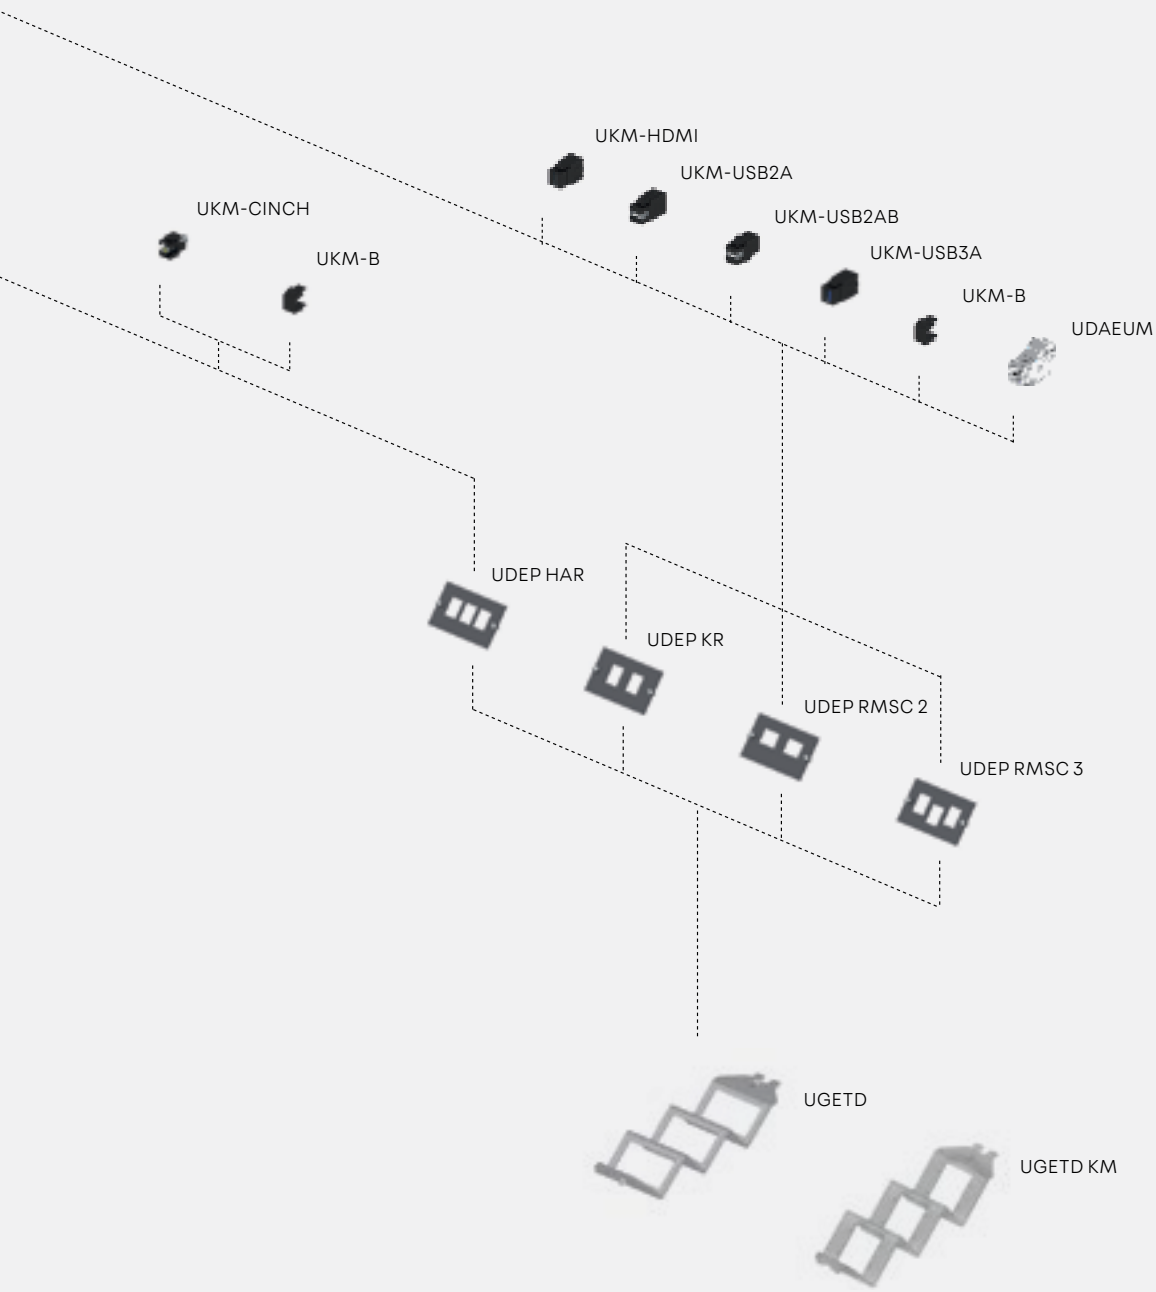 UKM-HDMI
UKM-USB2A
UKM-CINCH
UKM-USB2AB
UKM-B
UKM-USB3A
UKM-B
UDAEUM
UDEP HAR
UDEP KR
UDEP RMSC 2
UDEP RMSC 3
UGETD
UGETD KM